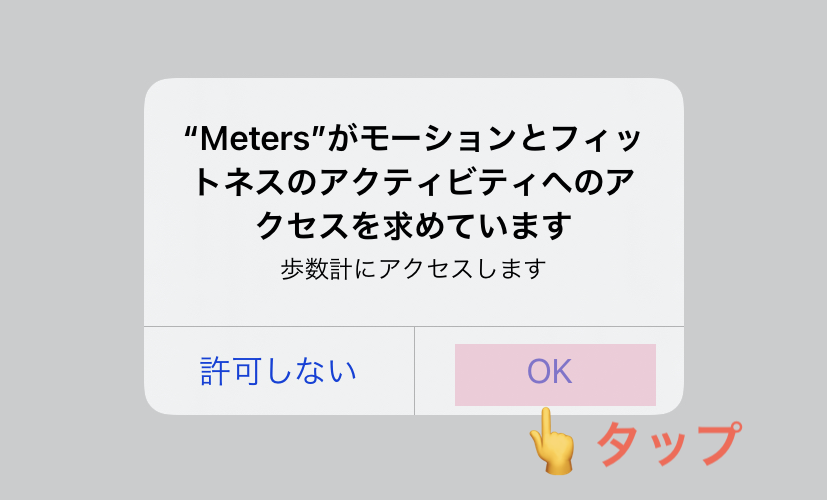 “Meters”がモーションとフィッ
トネスのアクティビティへのア
クセスを求めています
歩数計にアクセスします
許可しない
OK
タップ